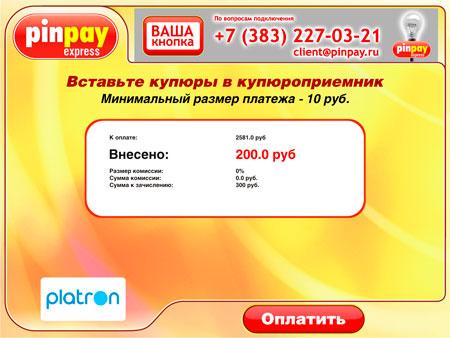 pinpay
express
ВАША
КНОПКА
По вопросам подключения
+7 (383) 227-03-21
client@pinpay.ru
pinpay
express
Вставьте купюры в купюроприемник
Минимальный размер платежа - 10 руб.
К оплате: 2581.0 руб
Внесено: 200.0 руб
Размер комиссии: 0%
Сумма комиссии: 0.0 руб.
Сумма к зачислению: 300 руб.
platron
Оплатить